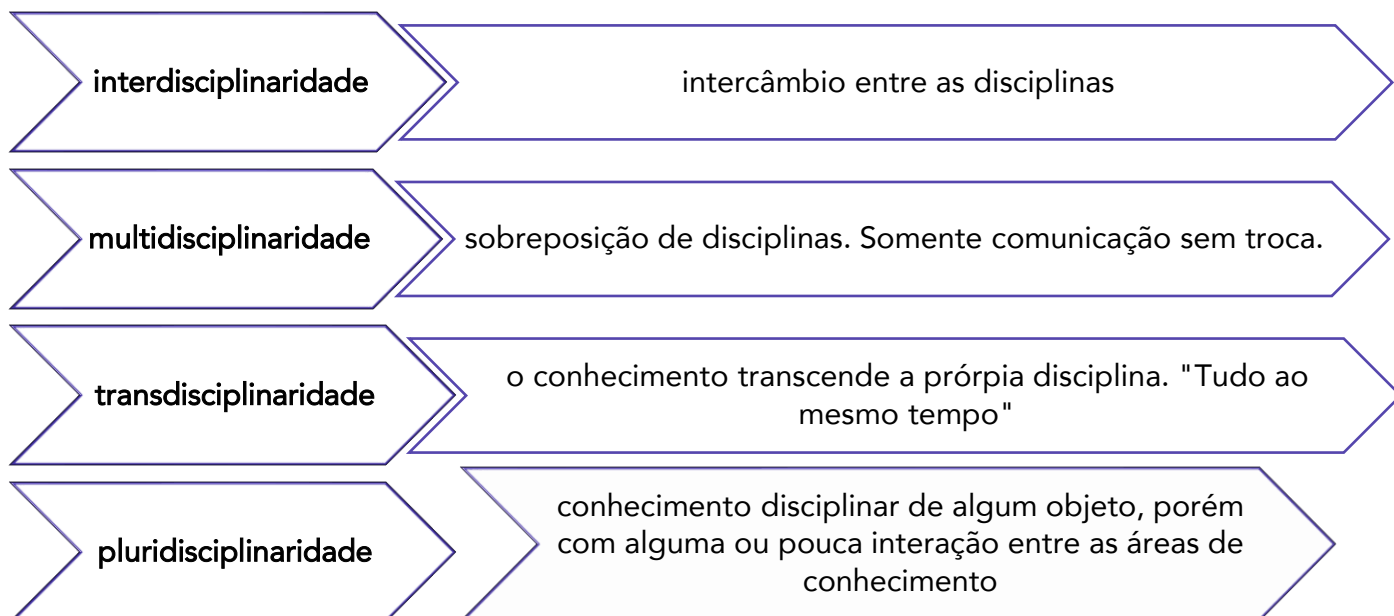 interdisciplinaridade
intercâmbio entre as disciplinas
multidisciplinaridade
sobreposição de disciplinas. Somente comunicação sem troca.
transdisciplinaridade
o conhecimento transcende a prórpia disciplina. "Tudo ao
mesmo tempo"
pluridisciplinaridade
conhecimento disciplinar de algum objeto, porém
com alguma ou pouca interação entre as áreas de
conhecimento